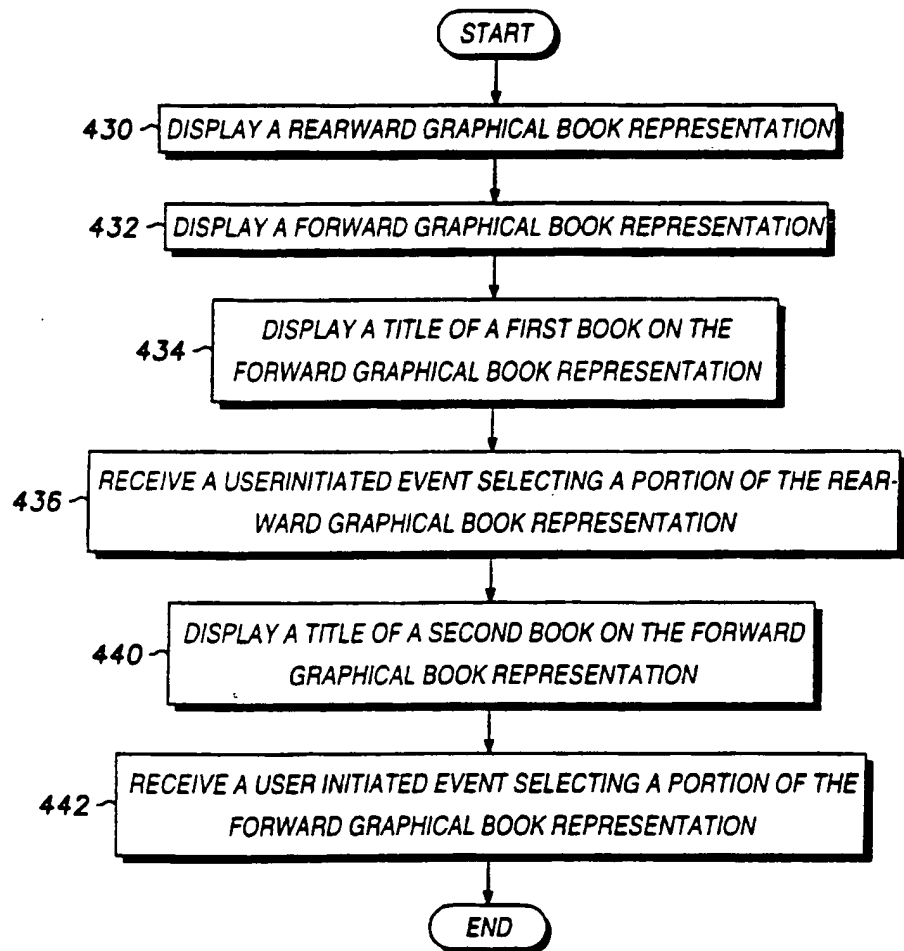 START
430
DISPLAY A REARWARD GRAPHICAL BOOK REPRESENTATION
432
DISPLAY A FORWARD GRAPHICAL BOOK REPRESENTATION
434
DISPLAY A TITLE OF A FIRST BOOK ON THE
FORWARD GRAPHICAL BOOK REPRESENTATION
436
RECEIVE A USERINITIATED EVENT SELECTING A PORTION OF THE REAR-
WARD GRAPHICAL BOOK REPRESENTATION
440
DISPLAY A TITLE OF A SECOND BOOK ON THE FORWARD
GRAPHICAL BOOK REPRESENTATION
442
RECEIVE A USER INITIATED EVENT SELECTING A PORTION OF THE
FORWARD GRAPHICAL BOOK REPRESENTATION
END